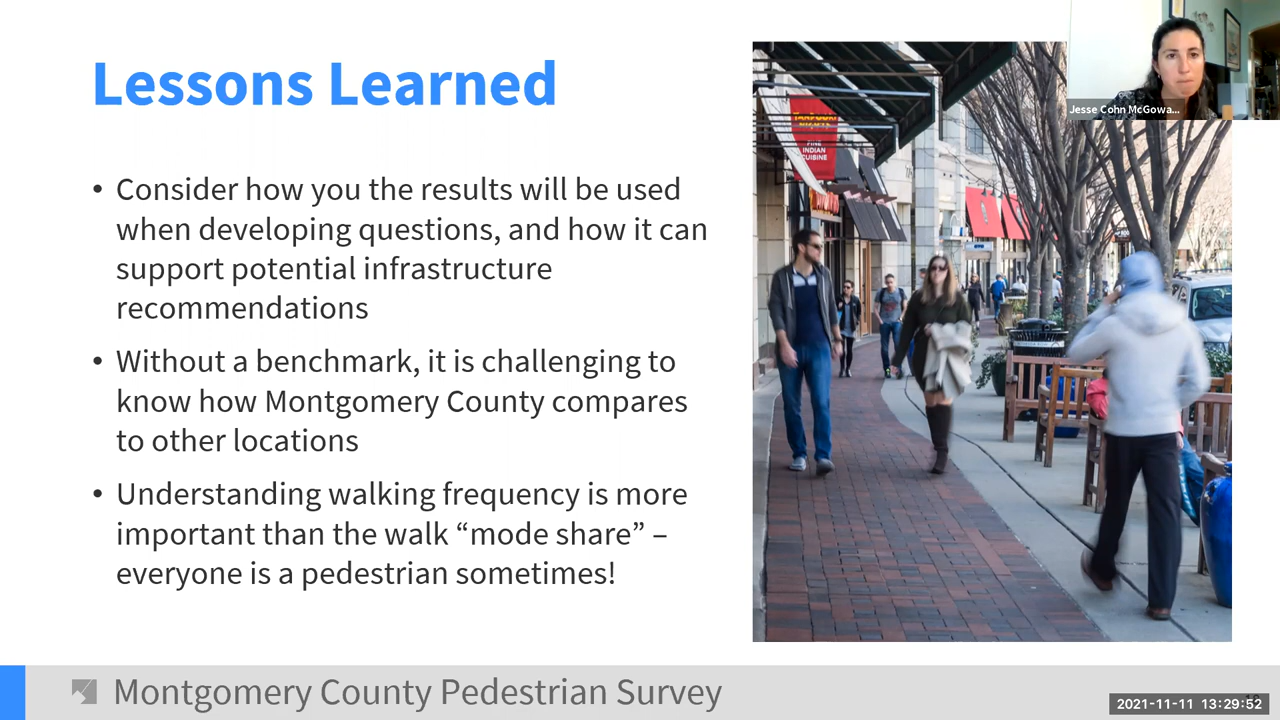 Lessons Learned
• Consider how you the results will be used
when developing questions, and how it can
support potential infrastructure
recommendations
• Without a benchmark, it is challenging to
know how Montgomery County compares
to other locations
• Understanding walking frequency is more
important than the walk “mode share” –
everyone is a pedestrian sometimes!
FINE
INDIAN
CUISINE
Jesse Cohn McGowa...
Montgomery County Pedestrian Survey
2021-11-11 13:29:52